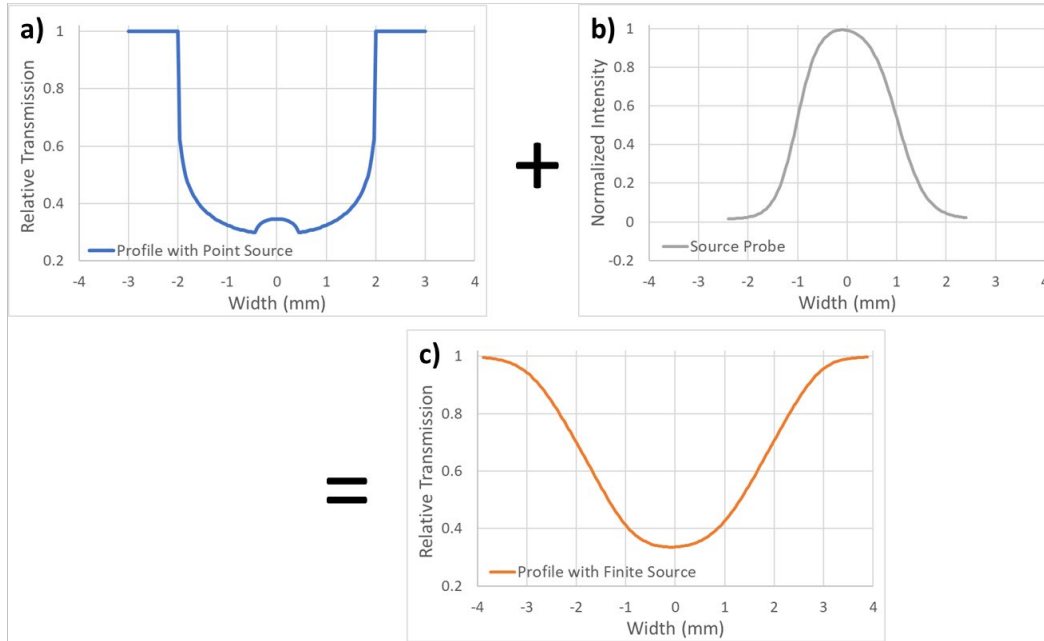 a)
1
0.8
0.6
0.4
0.2
-4 -3 -2 -1 0 1 2 3 4
Relative Transmission
Width (mm)
Profile with Point Source
+
b)
1
0.8
0.6
0.4
0.2
0
-0.2
-4 -3 -2 -1 0 1 2 3 4
Normalized Intensity
Width (mm)
Source Probe
=
c)
1
0.8
0.6
0.4
0.2
-4 -3 -2 -1 0 1 2 3 4
Relative Transmission
Width (mm)
Profile with Finite Source